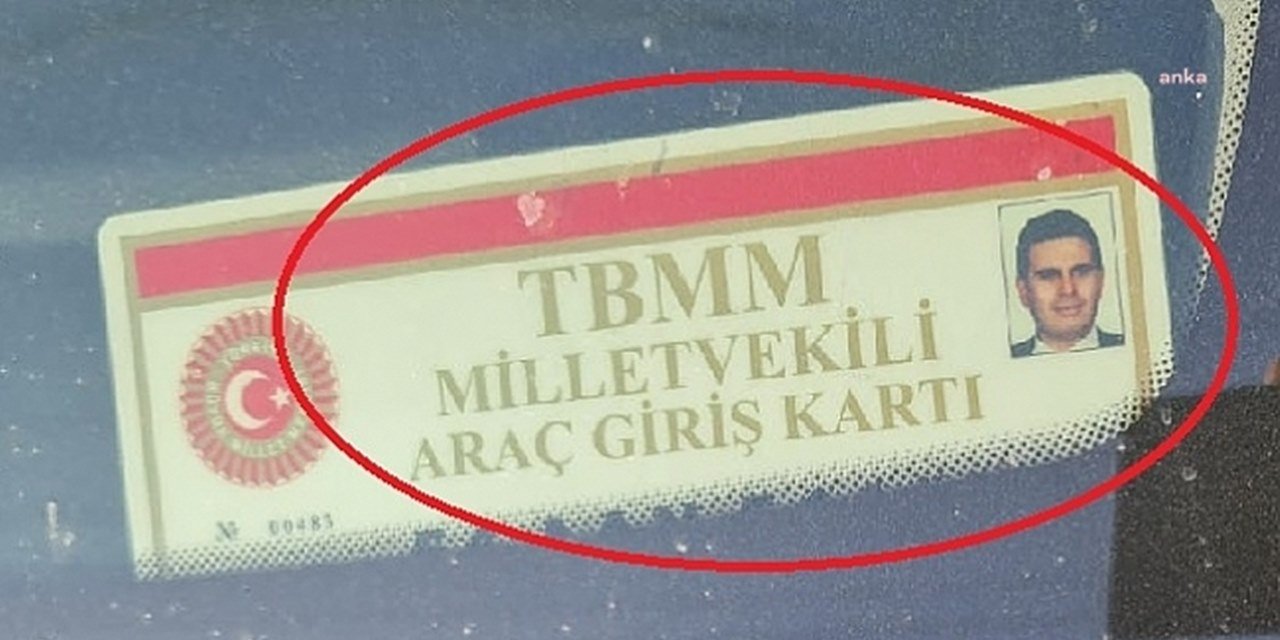 anka
TBMM
MİLLETVEKİLİ
ARAÇ GİRİŞ KARTI
№ 00485